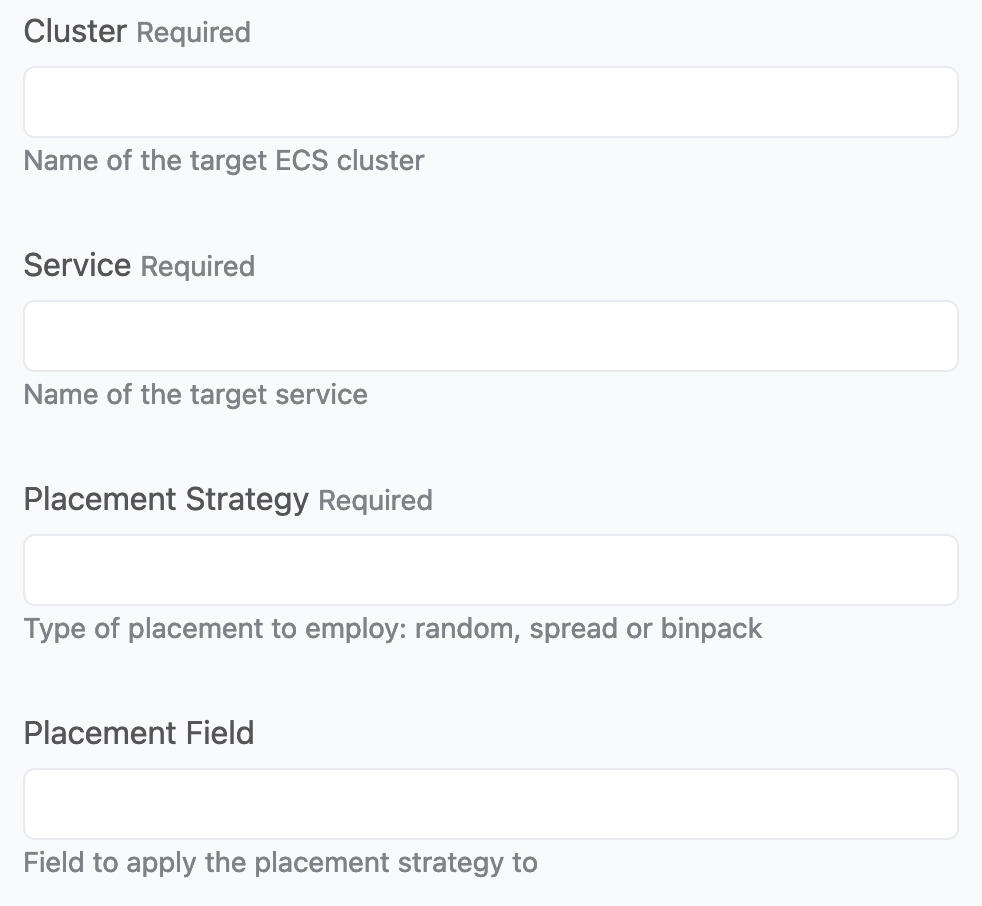 Cluster Required
Name of the target ECS cluster
Service Required
Name of the target service
Placement Strategy Required
Type of placement to employ: random, spread or binpack
Placement Field
Field to apply the placement strategy to